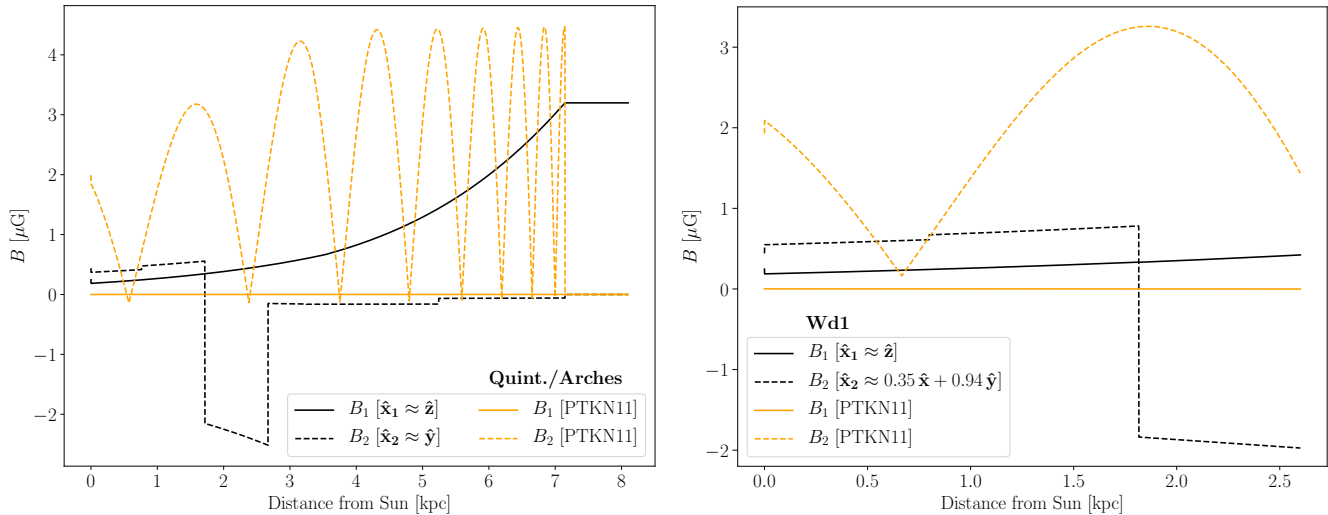 4
3
2
1
0
−1
−2
B [μG]
0 1 2 3 4 5 6 7 8
Distance from Sun [kpc]
Quint./Arches
B₁ [x̂₁ ≈ ẑ]
B₂ [x̂₂ ≈ ŷ]
B₁ [PTKN11]
B₂ [PTKN11]
3
2
1
0
−1
−2
B [μG]
0.0 0.5 1.0 1.5 2.0 2.5
Distance from Sun [kpc]
Wd1
B₁ [x̂₁ ≈ ẑ]
B₂ [x̂₂ ≈ 0.35 x̂ + 0.94 ŷ]
B₁ [PTKN11]
B₂ [PTKN11]